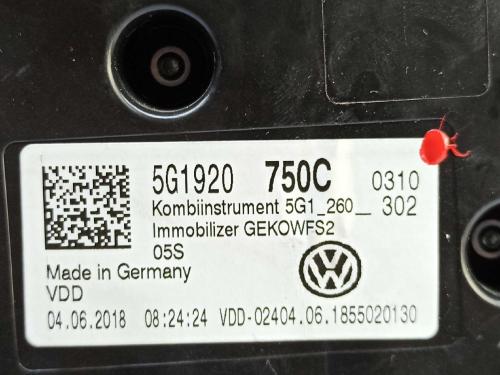 5G1920 750C 0310
Kombiinstrument 5G1_260__ 302
Immobilizer GEKOWFS2
05S
Made in Germany
VDD
04.06.2018 08:24:24 VDD-02404.06.1855020130